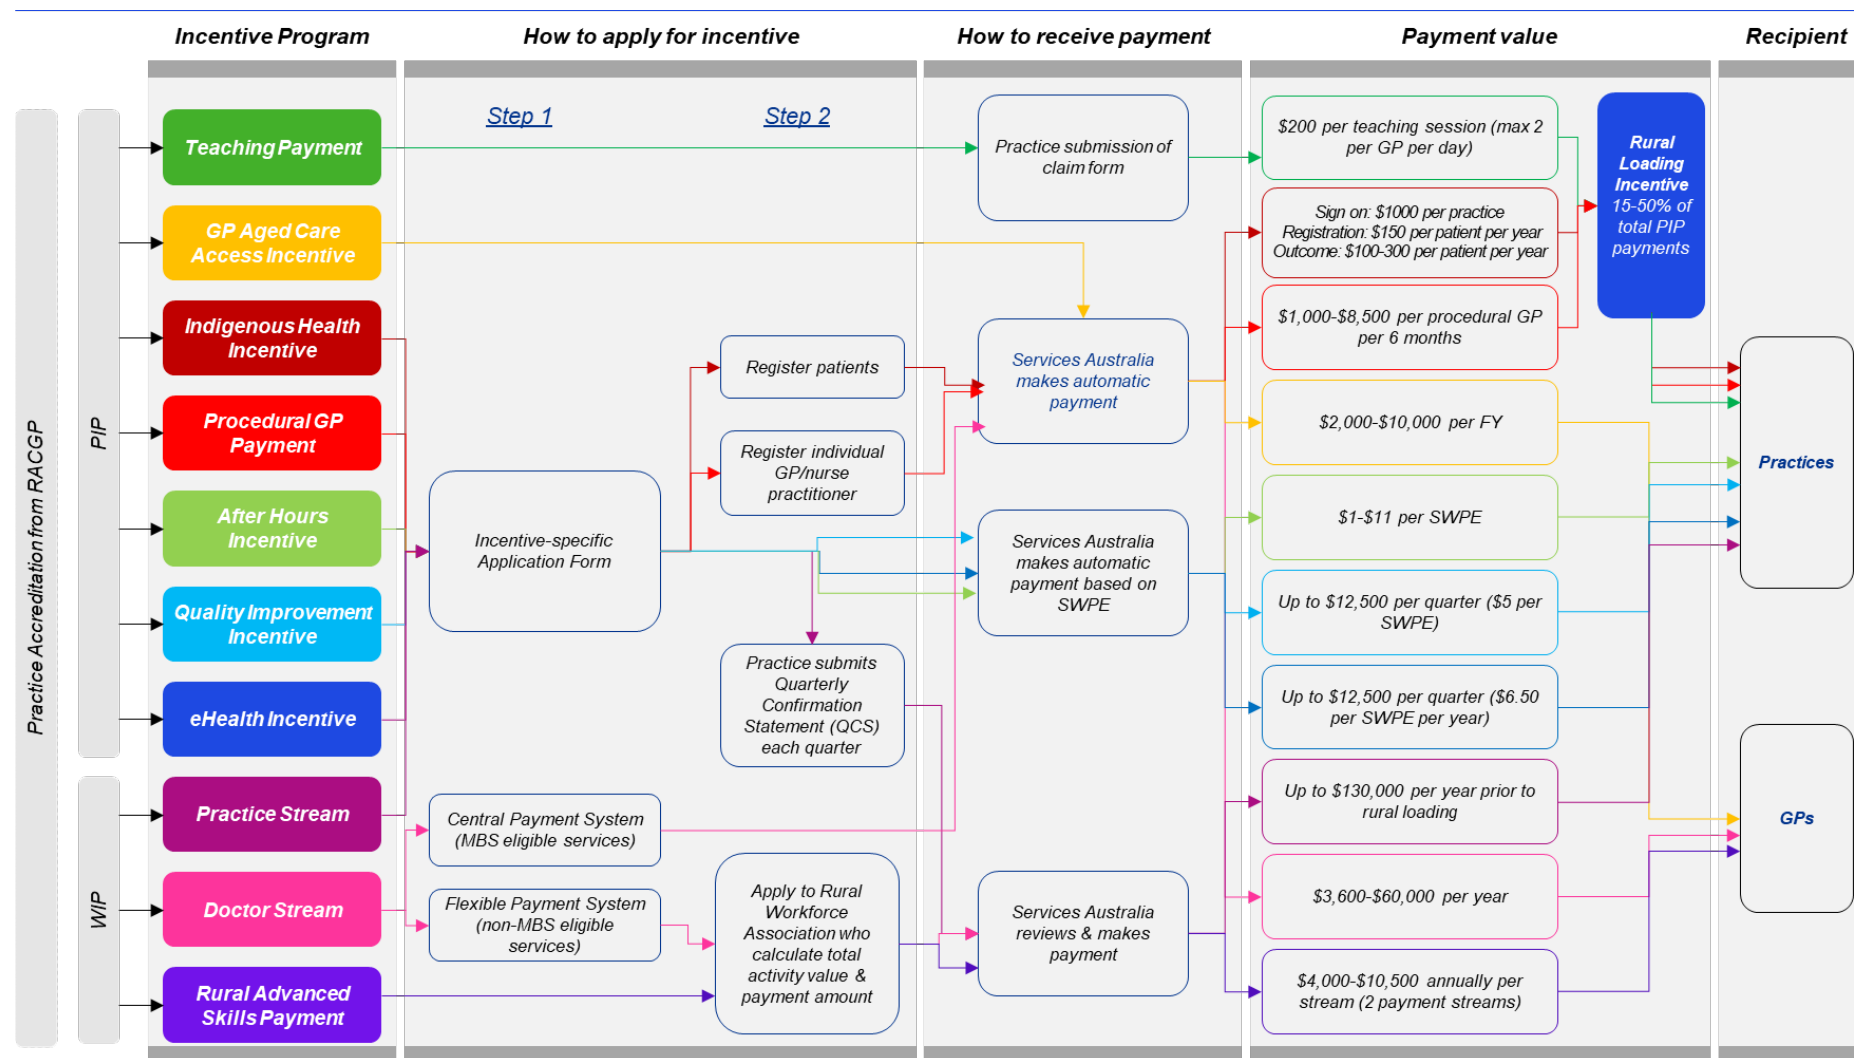 Incentive Program
How to apply for incentive
How to receive payment
Payment value
Recipient
Practice Accreditation from RACGP
PIP
WIP
Teaching Payment
GP Aged Care
Access Incentive
Indigenous Health
Incentive
Procedural GP
Payment
After Hours
Incentive
Quality Improvement
Incentive
eHealth Incentive
Practice Stream
Doctor Stream
Rural Advanced
Skills Payment
Step 1
Step 2
Incentive-specific
Application Form
Central Payment System
(MBS eligible services)
Flexible Payment System
(non-MBS eligible
services)
Register patients
Register individual
GP/nurse
practitioner
Practice submits
Quarterly
Confirmation
Statement (QCS)
each quarter
Apply to Rural
Workforce
Association who
calculate total
activity value &
payment amount
Practice submission of
claim form
Services Australia
makes automatic
payment
Services Australia
makes automatic
payment based on
SWPE
Services Australia
reviews & makes
payment
$200 per teaching session (max 2
per GP per day)
Sign on: $1000 per practice
Registration: $150 per patient per year
Outcome: $100-300 per patient per year
$1,000-$8,500 per procedural GP
per 6 months
$2,000-$10,000 per FY
$1-$11 per SWPE
Up to $12,500 per quarter ($5 per
SWPE)
Up to $12,500 per quarter ($6.50
per SWPE per year)
Up to $130,000 per year prior to
rural loading
$3,600-$60,000 per year
$4,000-$10,500 annually per
stream (2 payment streams)
Rural
Loading
Incentive
15-50% of
total PIP
payments
Practices
GPs